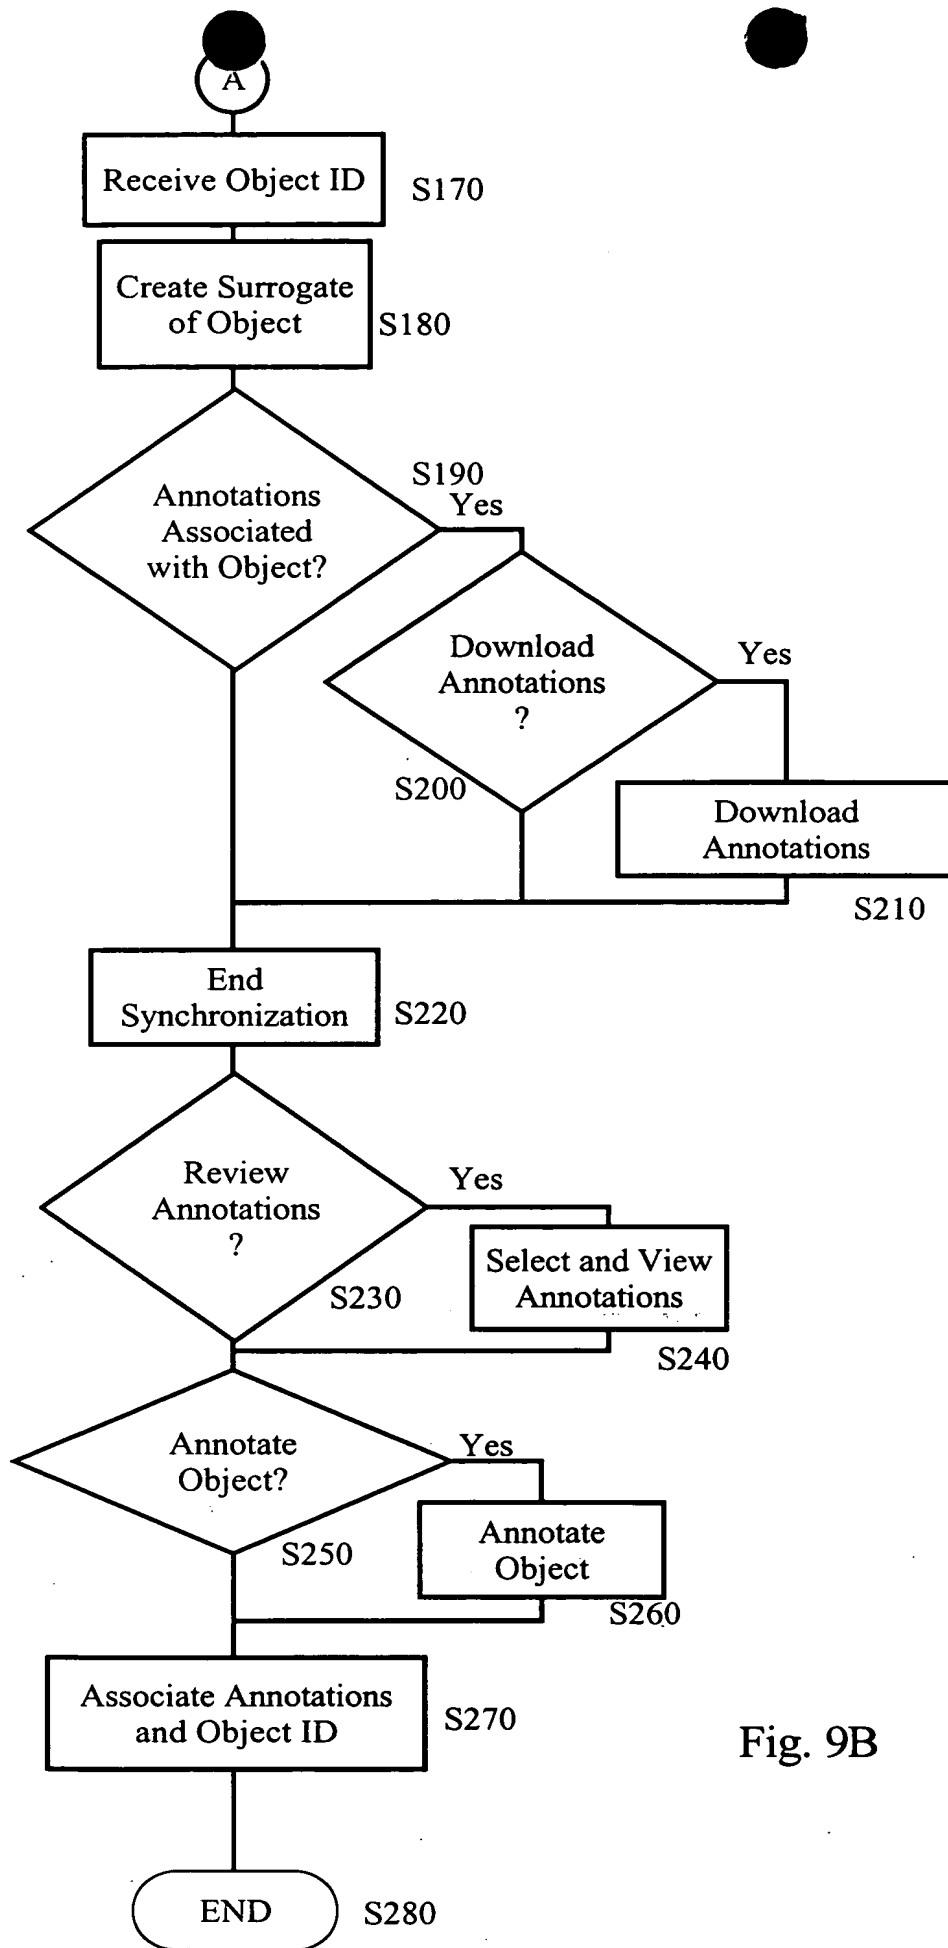 A
Receive Object ID
S170
Create Surrogate
of Object
S180
S190
Annotations
Associated
with Object?
Yes
Download
Annotations
?
Yes
S200
Download
Annotations
S210
End
Synchronization
S220
Review
Annotations
?
Yes
S230
Select and View
Annotations
S240
Annotate
Object?
Yes
S250
Annotate
Object
S260
Associate Annotations
and Object ID
S270
Fig. 9B
END
S280